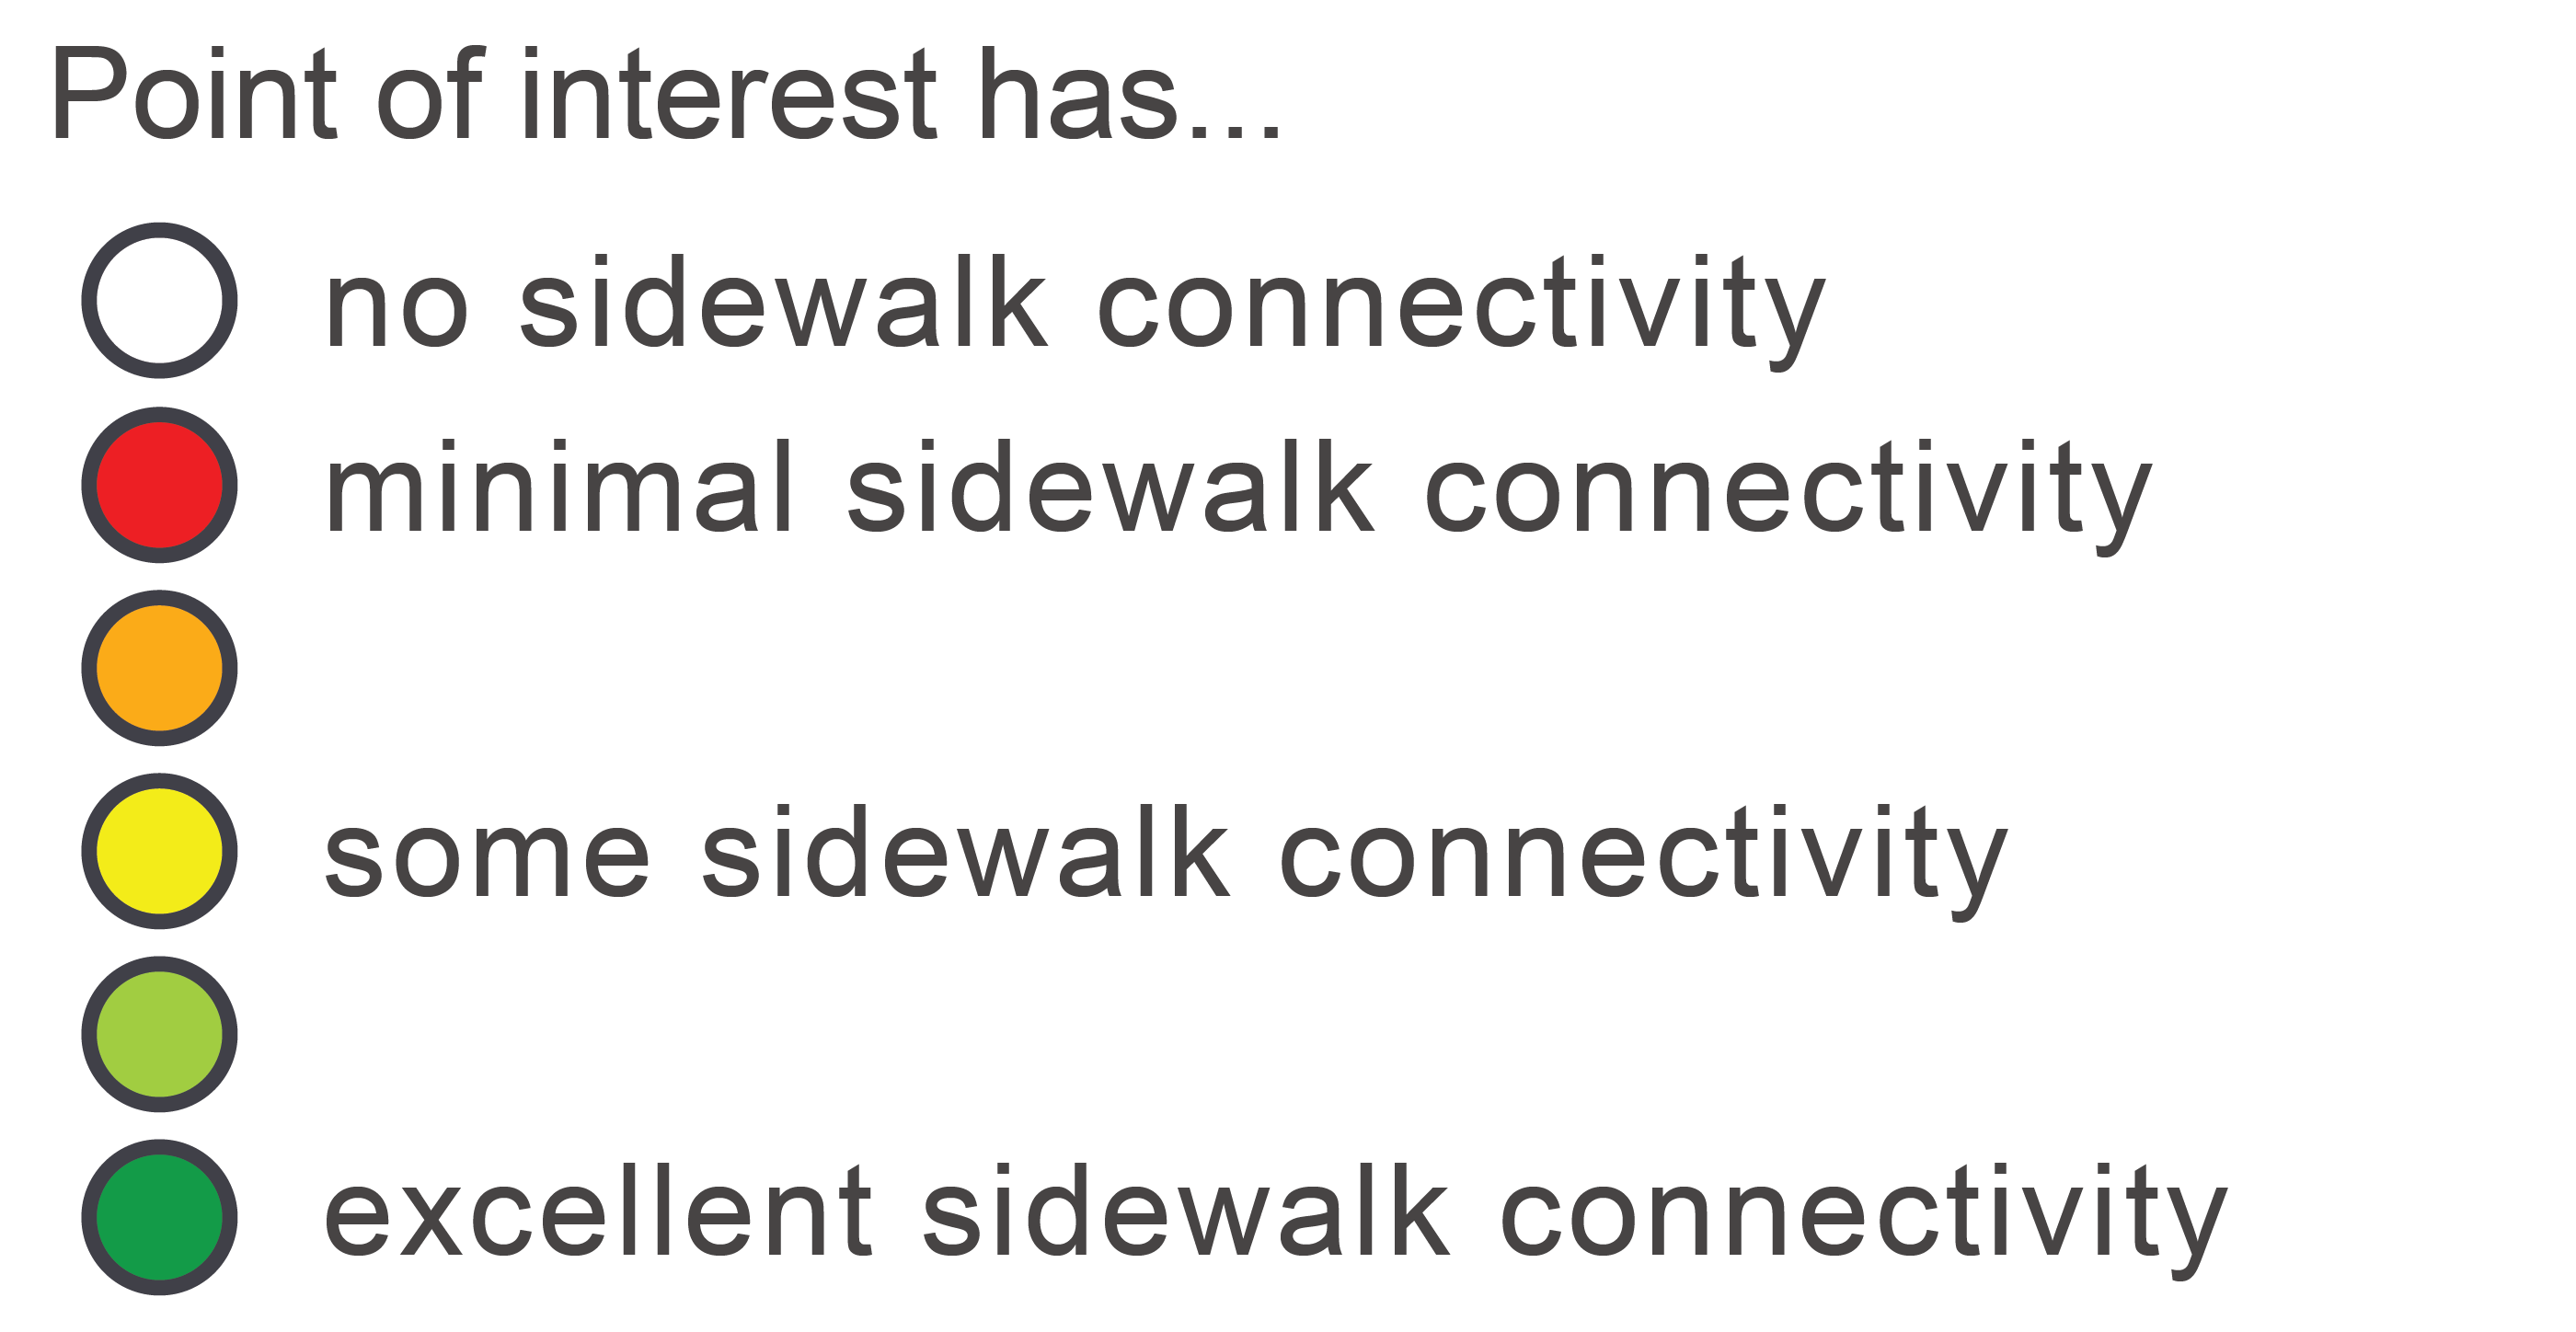 Point of interest has...
no sidewalk connectivity
minimal sidewalk connectivity
some sidewalk connectivity
excellent sidewalk connectivity